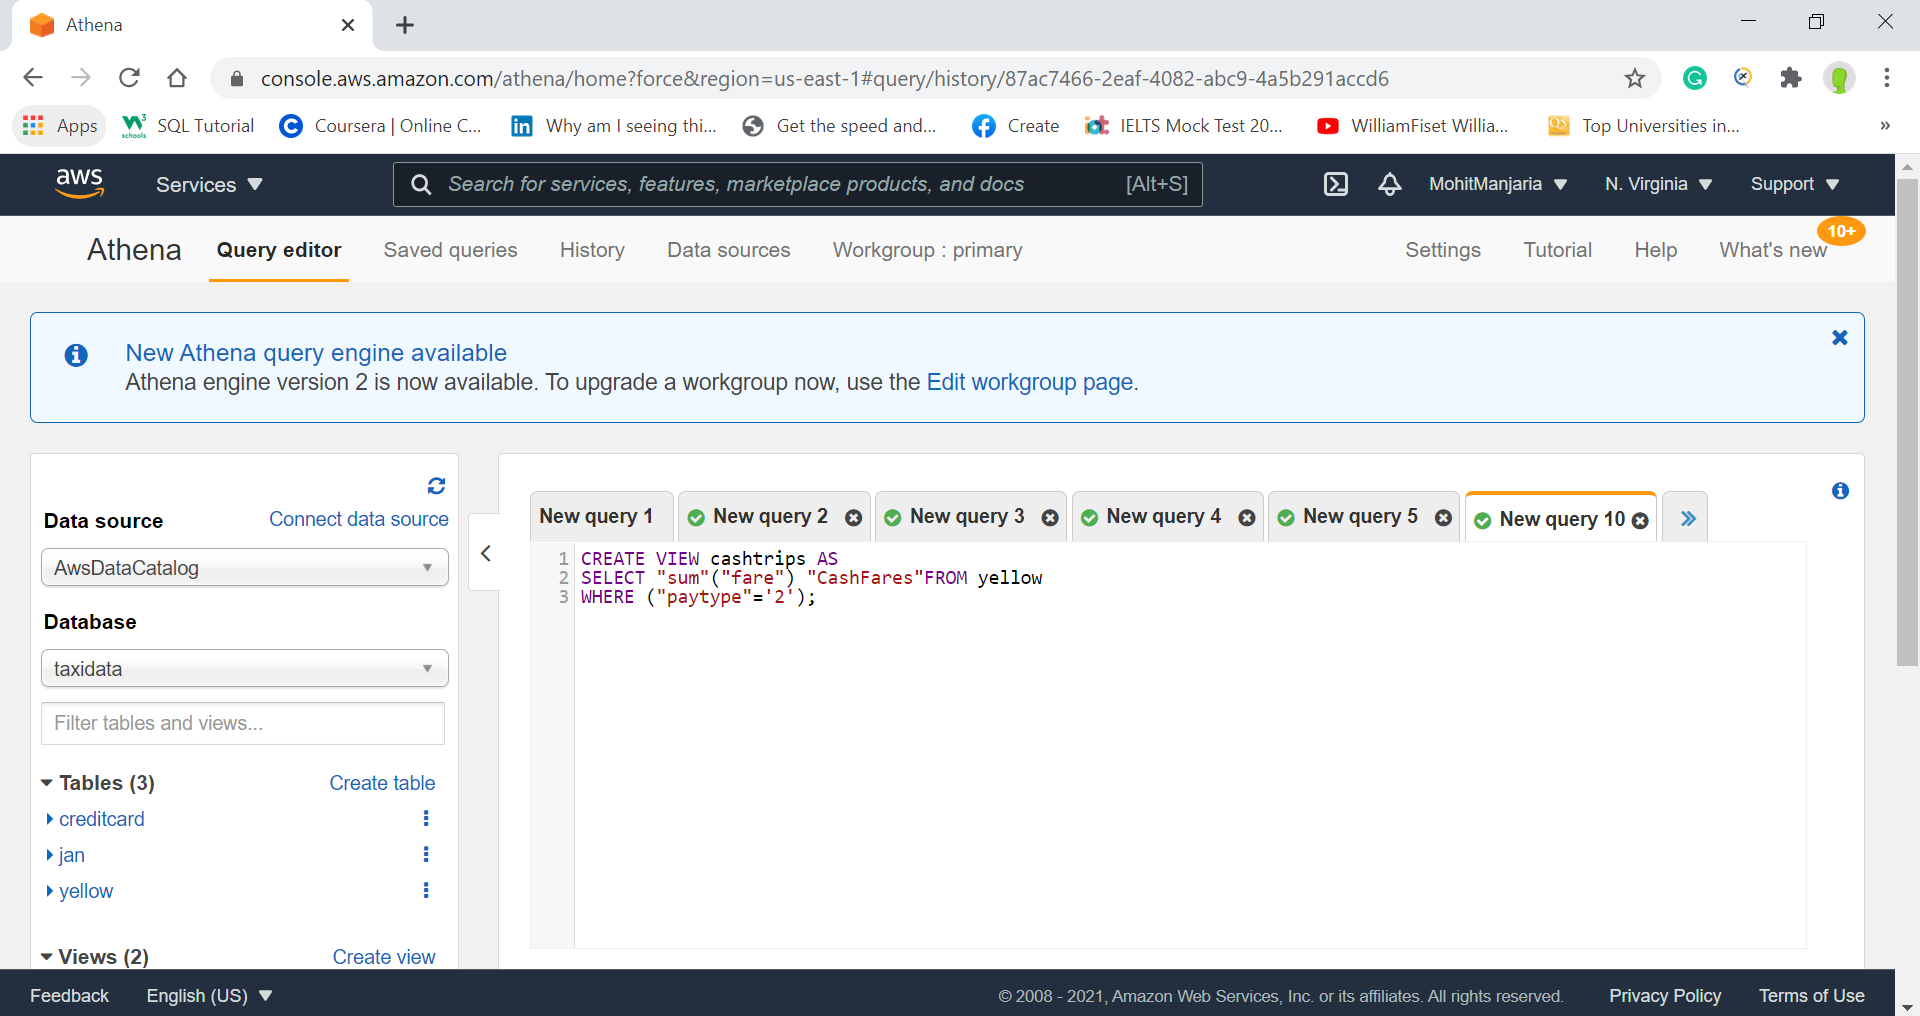 Athena
console.aws.amazon.com/athena/home?force&region=us-east-1#query/history/87ac7466-2eaf-4082-abc9-4a5b291accd6
Apps
W3 schools SQL Tutorial
C Coursera | Online C...
in Why am I seeing thi...
Get the speed and...
Create
iot IELTS Mock Test 20...
WilliamFiset Willia...
QS Top Universities in...
»
aws
Services
Search for services, features, marketplace products, and docs [Alt+S]
MohitManjaria
N. Virginia
Support
Athena
Query editor
Saved queries
History
Data sources
Workgroup : primary
Settings
Tutorial
Help
What's new
10+
New Athena query engine available
Athena engine version 2 is now available. To upgrade a workgroup now, use the Edit workgroup page.
Data source
Connect data source
AwsDataCatalog
Database
taxidata
Filter tables and views...
Tables (3)
Create table
creditcard
jan
yellow
Views (2)
Create view
New query 1
New query 2
New query 3
New query 4
New query 5
New query 10
»
1 CREATE VIEW cashtrips AS
2 SELECT "sum"("fare") "CashFares"FROM yellow
3 WHERE ("paytype"='2');
Feedback
English (US)
© 2008 - 2021, Amazon Web Services, Inc. or its affiliates. All rights reserved.
Privacy Policy
Terms of Use